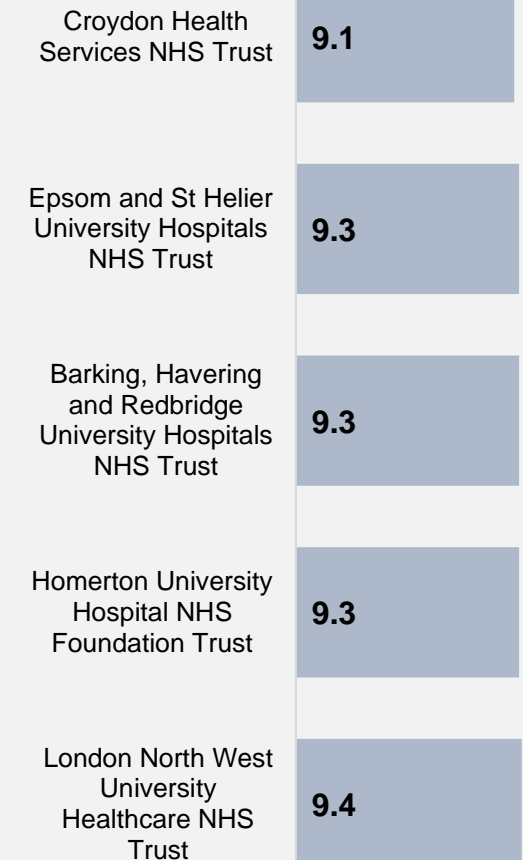 Croydon Health
Services NHS Trust
9.1
Epsom and St Helier
University Hospitals
NHS Trust
9.3
Barking, Havering
and Redbridge
University Hospitals
NHS Trust
9.3
Homerton University
Hospital NHS
Foundation Trust
9.3
London North West
University
Healthcare NHS
Trust
9.4